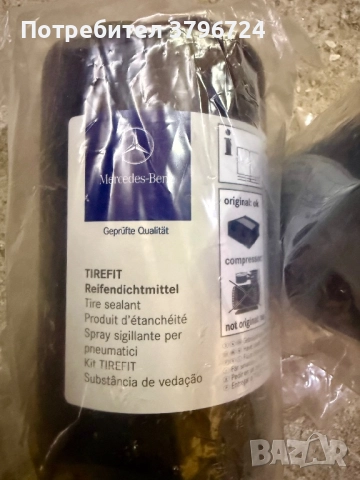 Потребител 3796724
Mercedes-Benz
Geprüfte Qualität
TIREFIT
Reifendichtmittel
Tire sealant
Produit d'étanchéité
Spray sigillante per
pneumatici
Kit TIREFIT
Substância de vedação
i
original: ok
compressor
not original:
BAZAR